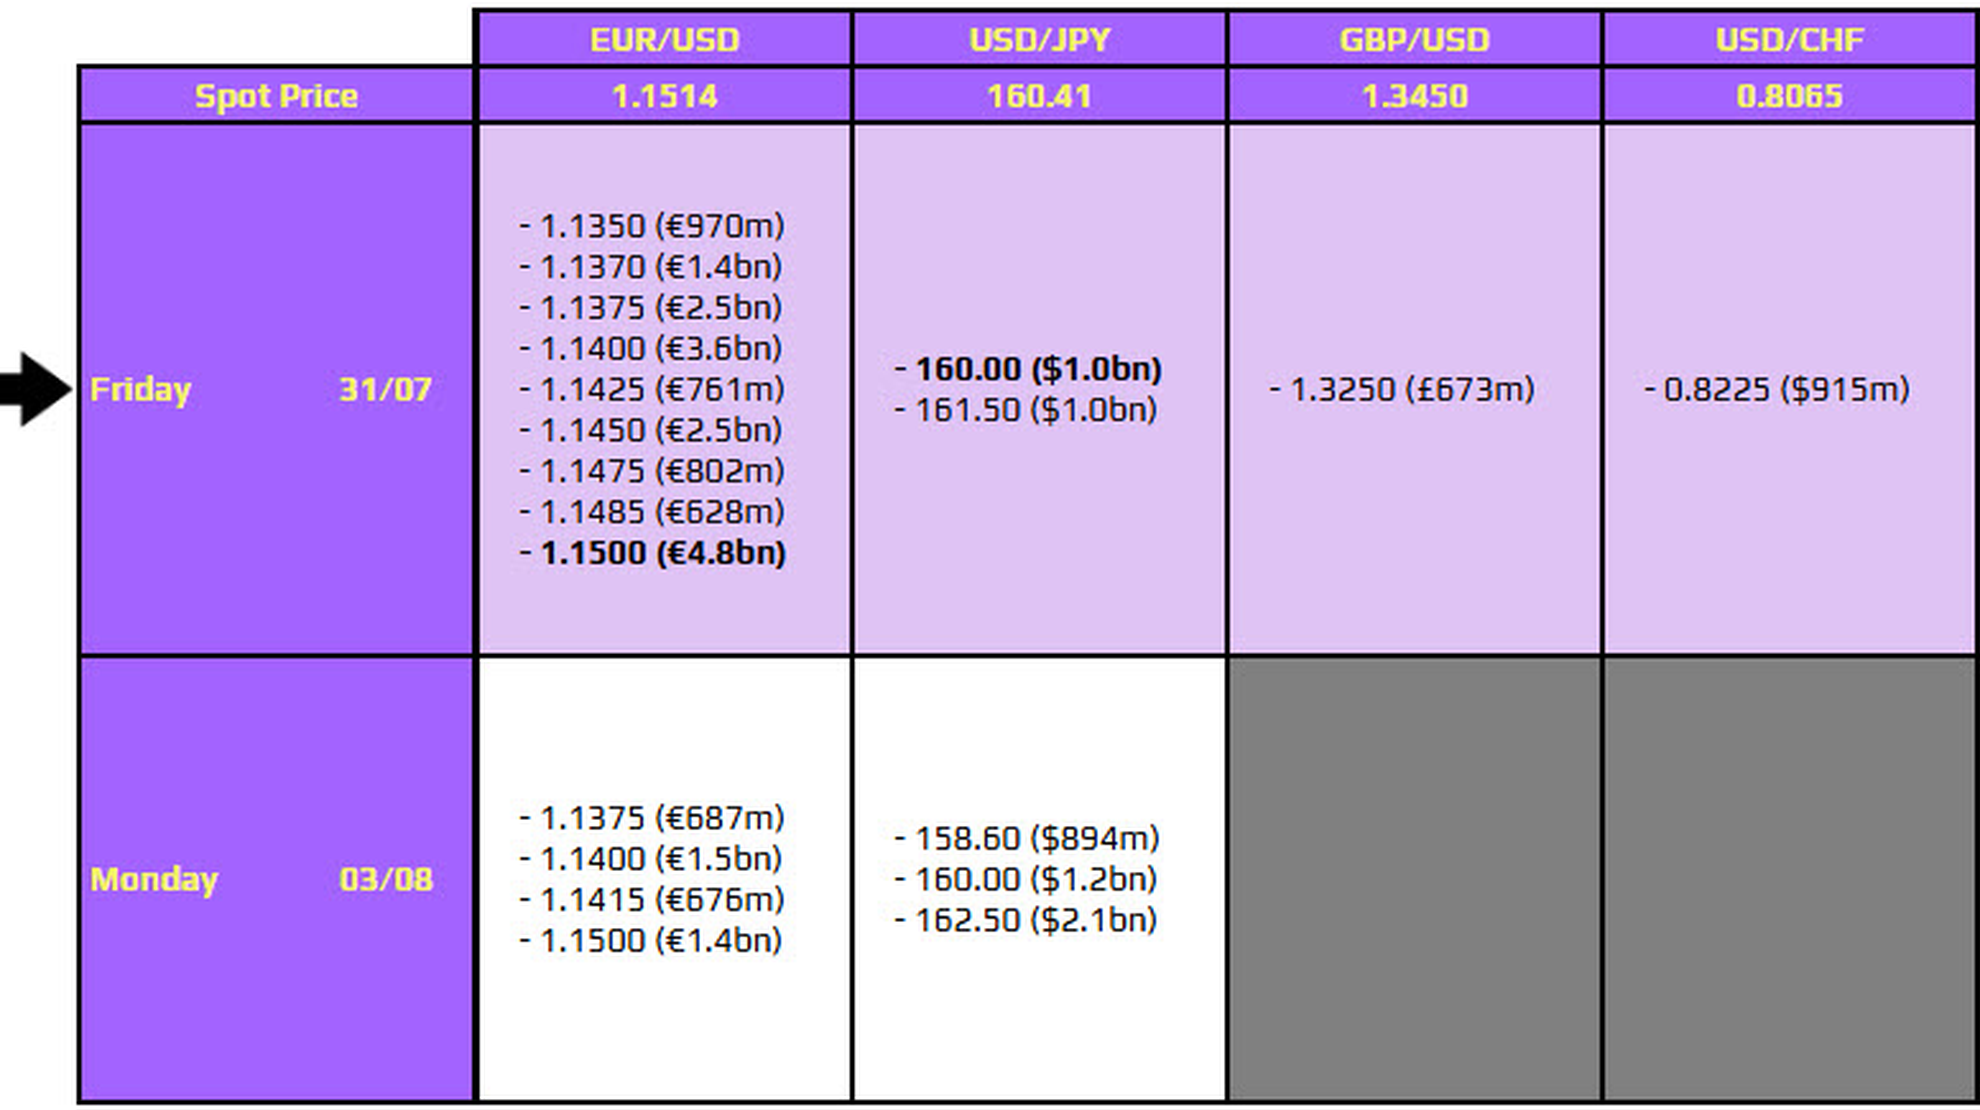 EUR/USD USD/JPY GBP/USD USD/CHF
Spot Price 1.1514 160.41 1.3450 0.8065
Friday 31/07
- 1.1350 (€970m)
- 1.1370 (€1.4bn)
- 1.1375 (€2.5bn)
- 1.1400 (€3.6bn)
- 1.1425 (€761m)
- 1.1450 (€2.5bn)
- 1.1475 (€802m)
- 1.1485 (€628m)
- 1.1500 (€4.8bn)
- 160.00 ($1.0bn)
- 161.50 ($1.0bn)
- 1.3250 (£673m)
- 0.8225 ($915m)
Monday 03/08
- 1.1375 (€687m)
- 1.1400 (€1.5bn)
- 1.1415 (€676m)
- 1.1500 (€1.4bn)
- 158.60 ($894m)
- 160.00 ($1.2bn)
- 162.50 ($2.1bn)